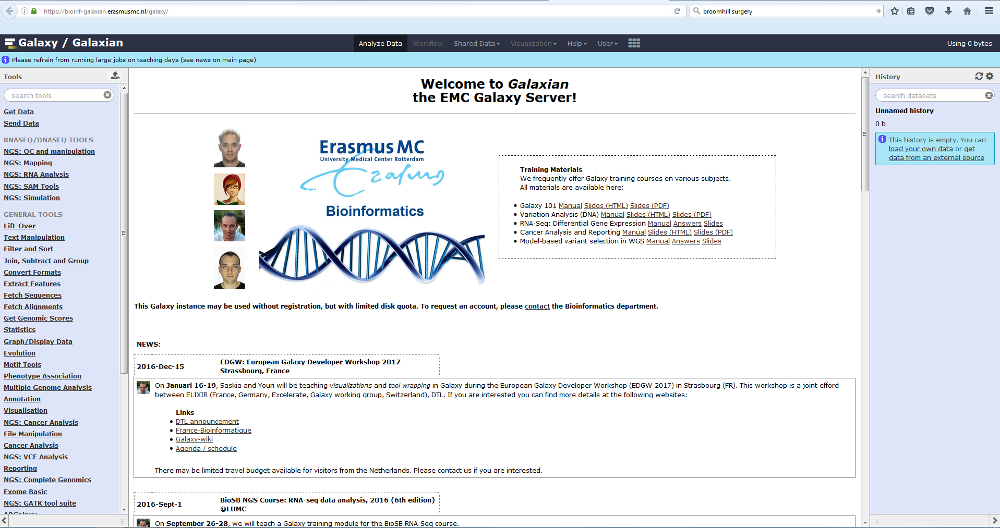 https://bioinf-galaxian.erasmusmc.nl/galaxy/
broomhill surgery
Galaxy / Galaxian
Analyze Data
Workflow
Shared Data
Visualization
Help
User
Using 0 bytes
Please refrain from running large jobs on teaching days (see news on main page)
Tools
search tools
Get Data
Send Data
RNASEQ/DNASEQ TOOLS
NGS: QC and manipulation
NGS: Mapping
NGS: RNA Analysis
NGS: SAM Tools
NGS: Simulation
GENERAL TOOLS
Lift-Over
Text Manipulation
Filter and Sort
Join, Subtract and Group
Convert Formats
Extract Features
Fetch Sequences
Fetch Alignments
Get Genomic Scores
Statistics
Graph/Display Data
Evolution
Motif Tools
Phenotype Association
Multiple Genome Analysis
Annotation
Visualisation
NGS: Cancer Analysis
File Manipulation
Cancer Analysis
NGS: VCF Analysis
Reporting
NGS: Complete Genomics
Exome Basic
NGS: GATK tool suite
Welcome to Galaxian
the EMC Galaxy Server!
Erasmus MC
University Medical Center Rotterdam
Erasmus
Bioinformatics
Training Materials
We frequently offer Galaxy training courses on various subjects.
All materials are available here:
• Galaxy 101 Manual Slides (HTML) Slides (PDF)
• Variation Analysis (DNA) Manual Slides (HTML) Slides (PDF)
• RNA-Seq: Differential Gene Expression Manual Answers Slides
• Cancer Analysis and Reporting Manual Slides (HTML) Slides (PDF)
• Model-based variant selection in WGS Manual Answers Slides
This Galaxy instance may be used without registration, but with limited disk quota. To request an account, please contact the Bioinformatics department.
NEWS:
2016-Dec-15
EDGW: European Galaxy Developer Workshop 2017 -
Strassbourg, France
On Januari 16-19, Saskia and Youri will be teaching visualizations and tool wrapping in Galaxy during the European Galaxy Developer Workshop (EDGW-2017) in Strasbourg (FR). This workshop is a joint efford
between ELIXIR (France, Germany, Excelerate, Galaxy working group, Switzerland), DTL. If you are interested you can find more details at the following websites:
Links
• DTL announcement
• France-Bioinformatique
• Galaxy-wiki
• Agenda / schedule
There may be limited travel budget available for visitors from the Netherlands. Please contact us if you are interested.
2016-Sept-1
BioSB NGS Course: RNA-seq data analysis, 2016 (6th edition)
@LUMC
On September 26-28, we will teach a Galaxy training module for the BioSB RNA-Seq course.
History
search datasets
Unnamed history
0 b
This history is empty. You can
load your own data or get
data from an external source